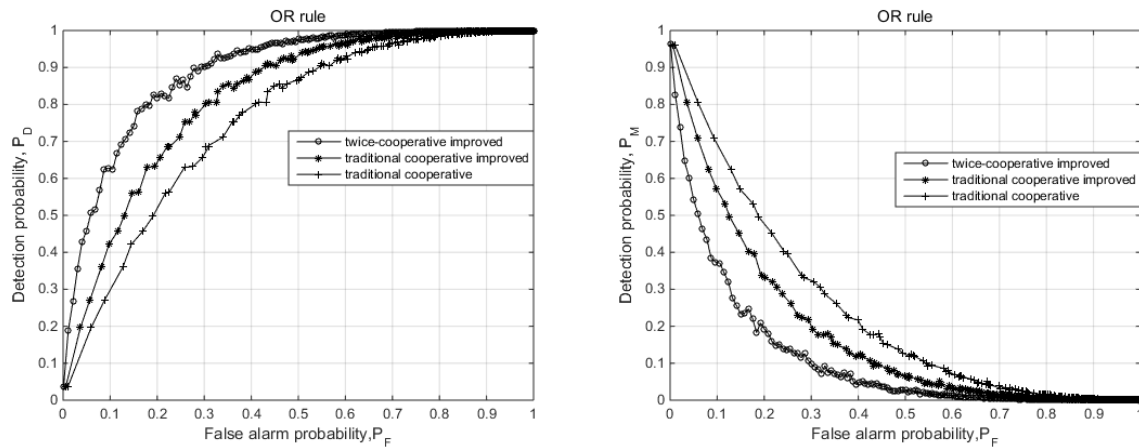 OR rule
1
0.9
0.8
0.7
0.6
0.5
0.4
0.3
0.2
0.1
0
Detection probability, P_D
twice-cooperative improved
traditional cooperative improved
traditional cooperative
0 0.1 0.2 0.3 0.4 0.5 0.6 0.7 0.8 0.9 1
False alarm probability,P_F
OR rule
1
0.9
0.8
0.7
0.6
0.5
0.4
0.3
0.2
0.1
0
Detection probability, P_M
twice-cooperative improved
traditional cooperative improved
traditional cooperative
0 0.1 0.2 0.3 0.4 0.5 0.6 0.7 0.8 0.9 1
False alarm probability,P_F